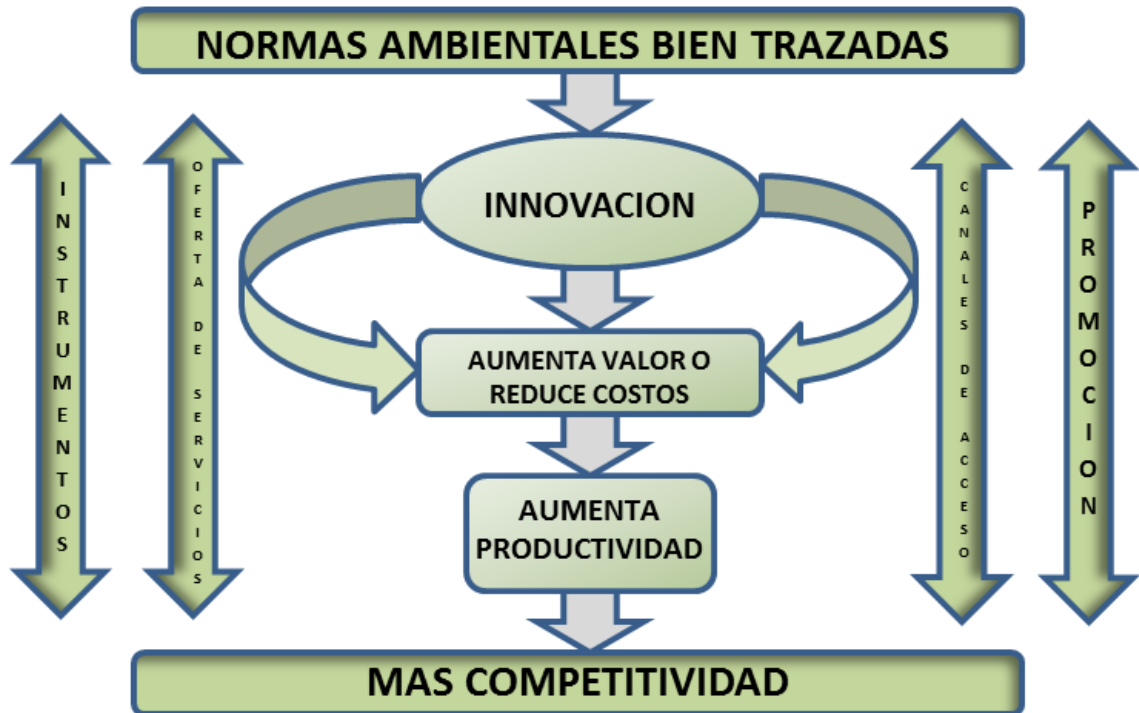 NORMAS AMBIENTALES BIEN TRAZADAS
INSTRUMENTOS
OFERTA DE SERVICIOS
INNOVACION
AUMENTA VALOR O
REDUCE COSTOS
AUMENTA
PRODUCTIVIDAD
CANALES DE ACCESO
PROMOCION
MAS COMPETITIVIDAD